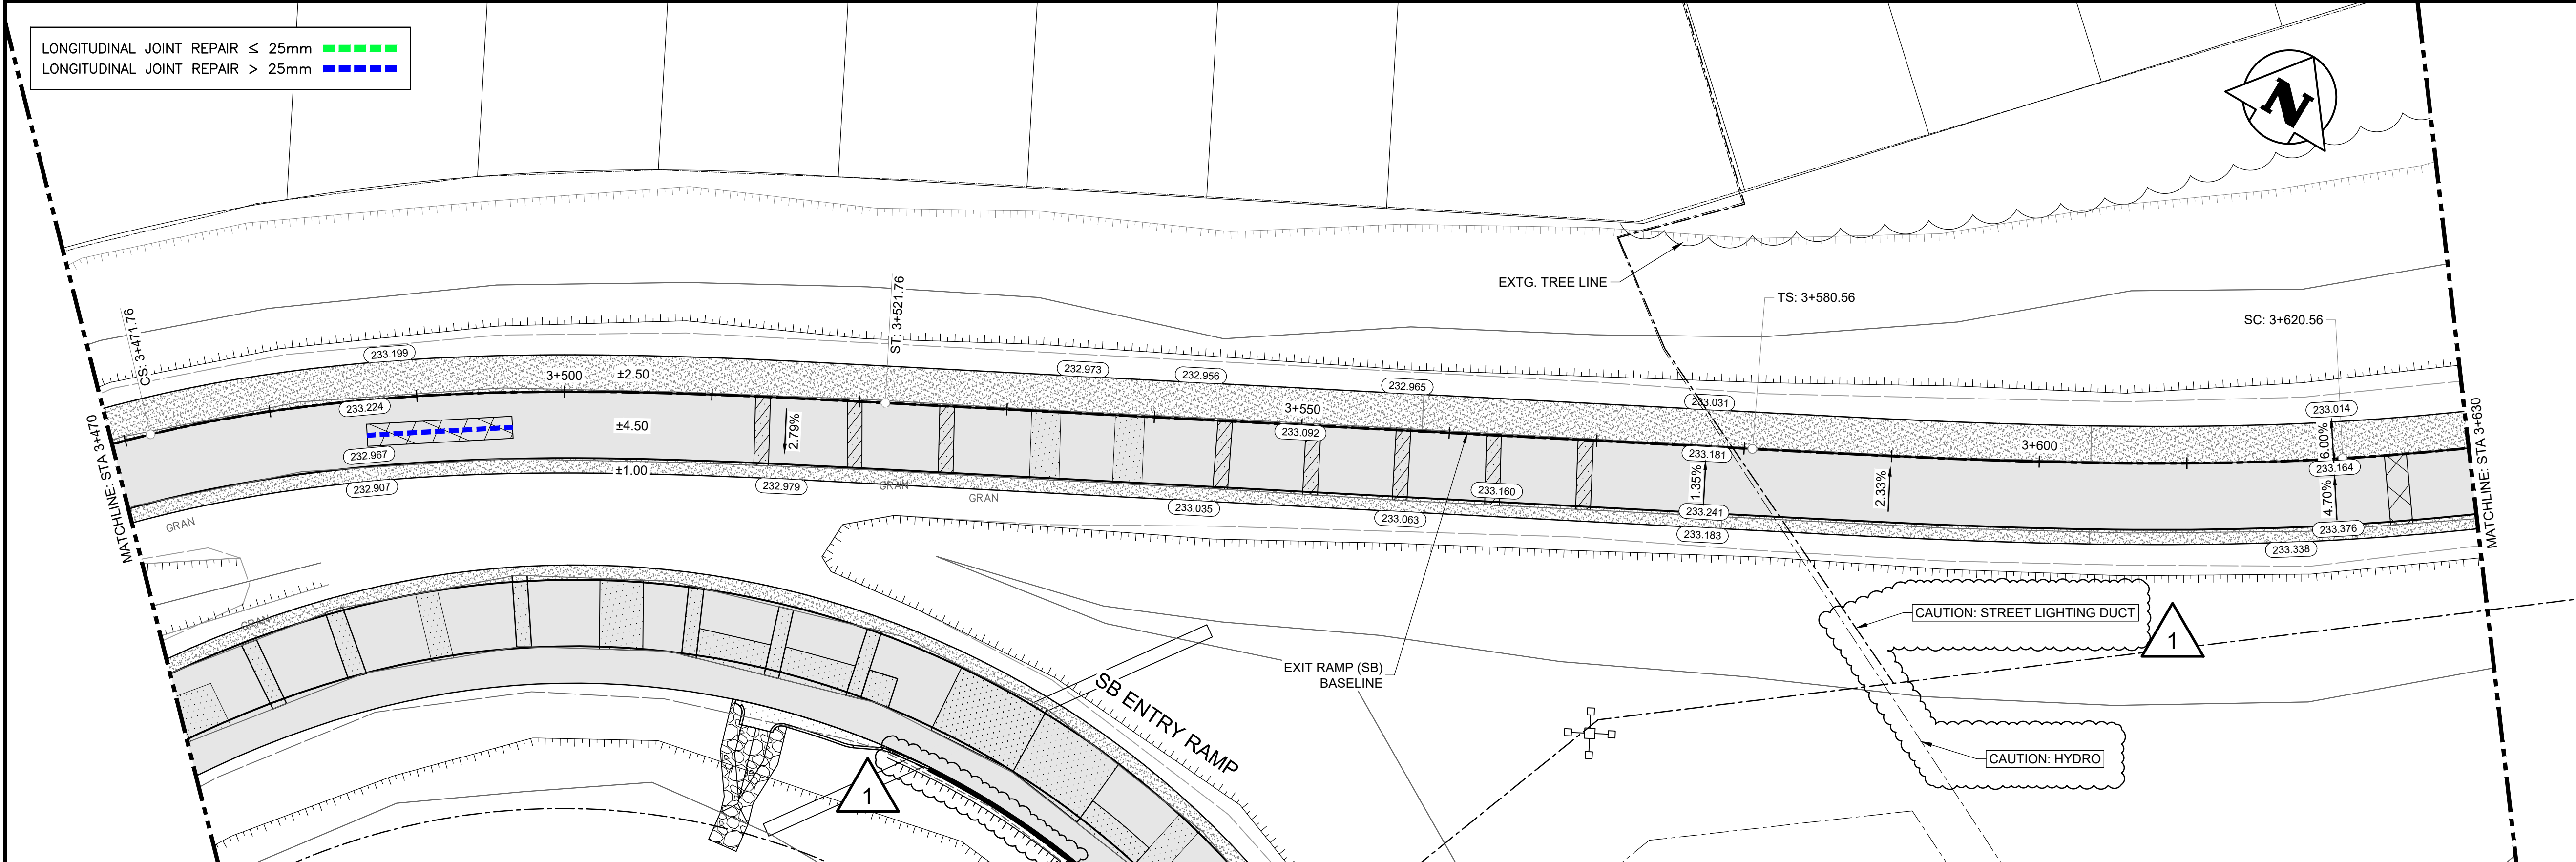 LONGITUDINAL JOINT REPAIR ≤ 25mm
LONGITUDINAL JOINT REPAIR > 25mm
N
EXTG. TREE LINE
TS: 3+580.56
SC: 3+620.56
CS: 3+471.76
ST: 3+521.76
MATCHLINE: STA 3+470
MATCHLINE: STA 3+630
233.199
3+500
±2.50
232.973
232.956
232.965
233.031
233.014
233.224
3+550
233.092
3+600
6.00%
±4.50
2.79%
232.967
233.181
233.164
1.35%
2.33%
4.70%
±1.00
232.907
232.979
233.160
233.241
233.376
GRAN
GRAN
GRAN
233.035
233.063
233.183
233.338
GRAN
CAUTION: STREET LIGHTING DUCT
1
EXIT RAMP (SB)
BASELINE
SB ENTRY RAMP
CAUTION: HYDRO
1